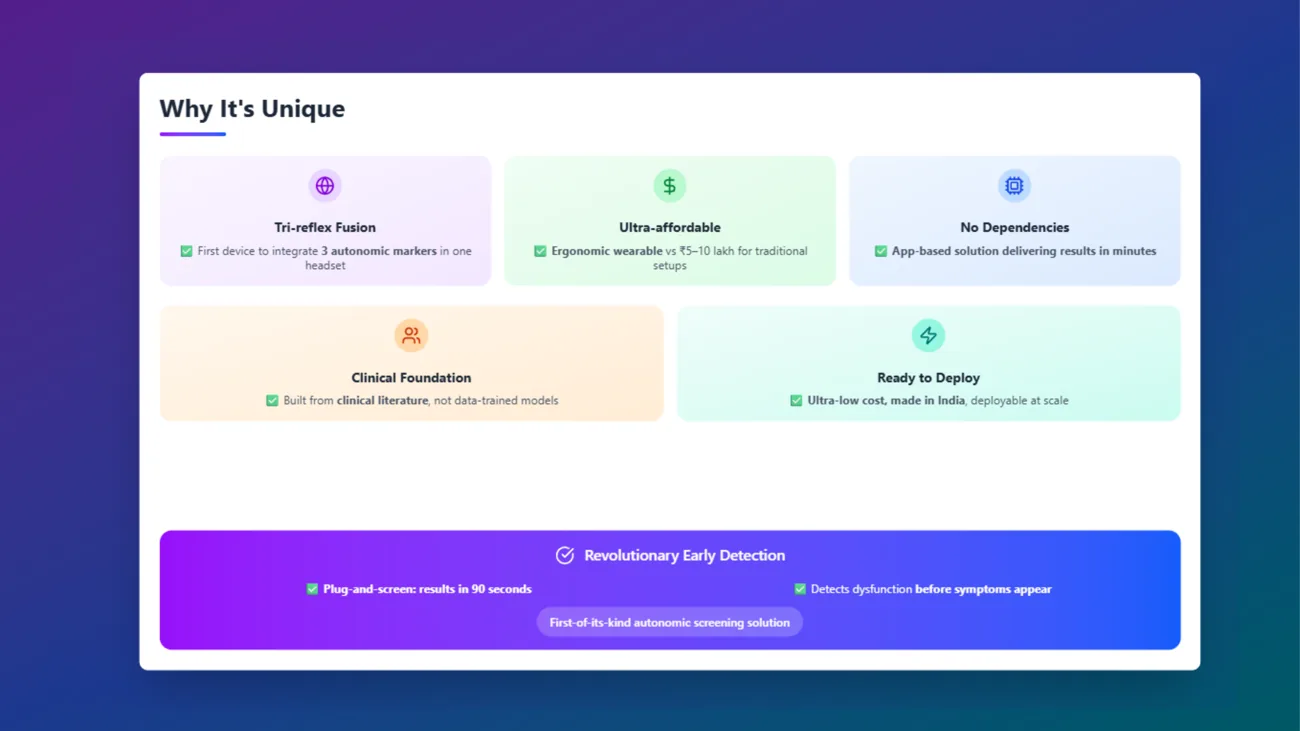 Why It's Unique
Tri-reflex Fusion
✅ First device to integrate 3 autonomic markers in one
headset
Ultra-affordable
✅ Ergonomic wearable vs ₹5–10 lakh for traditional
setups
No Dependencies
✅ App-based solution delivering results in minutes
Clinical Foundation
✅ Built from clinical literature, not data-trained models
Ready to Deploy
✅ Ultra-low cost, made in India, deployable at scale
Revolutionary Early Detection
✅ Plug-and-screen: results in 90 seconds
✅ Detects dysfunction before symptoms appear
First-of-its-kind autonomic screening solution